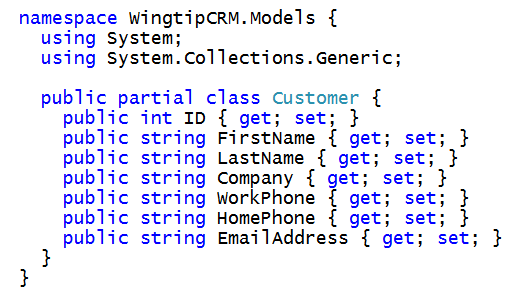 namespace WingtipCRM.Models {
  using System;
  using System.Collections.Generic;

  public partial class Customer {
    public int ID { get; set; }
    public string FirstName { get; set; }
    public string LastName { get; set; }
    public string Company { get; set; }
    public string WorkPhone { get; set; }
    public string HomePhone { get; set; }
    public string EmailAddress { get; set; }
  }
}